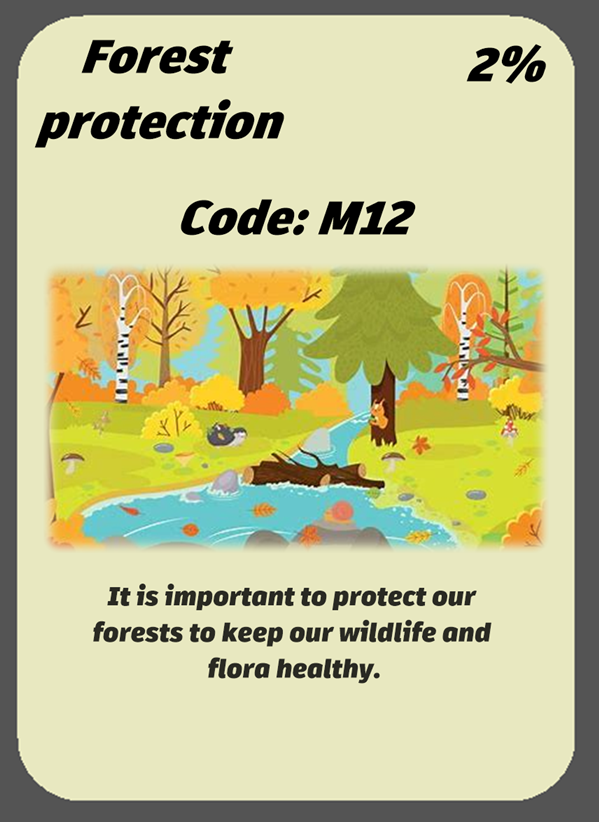 Forest
protection
2%
Code: M12
It is important to protect our
forests to keep our wildlife and
flora healthy.